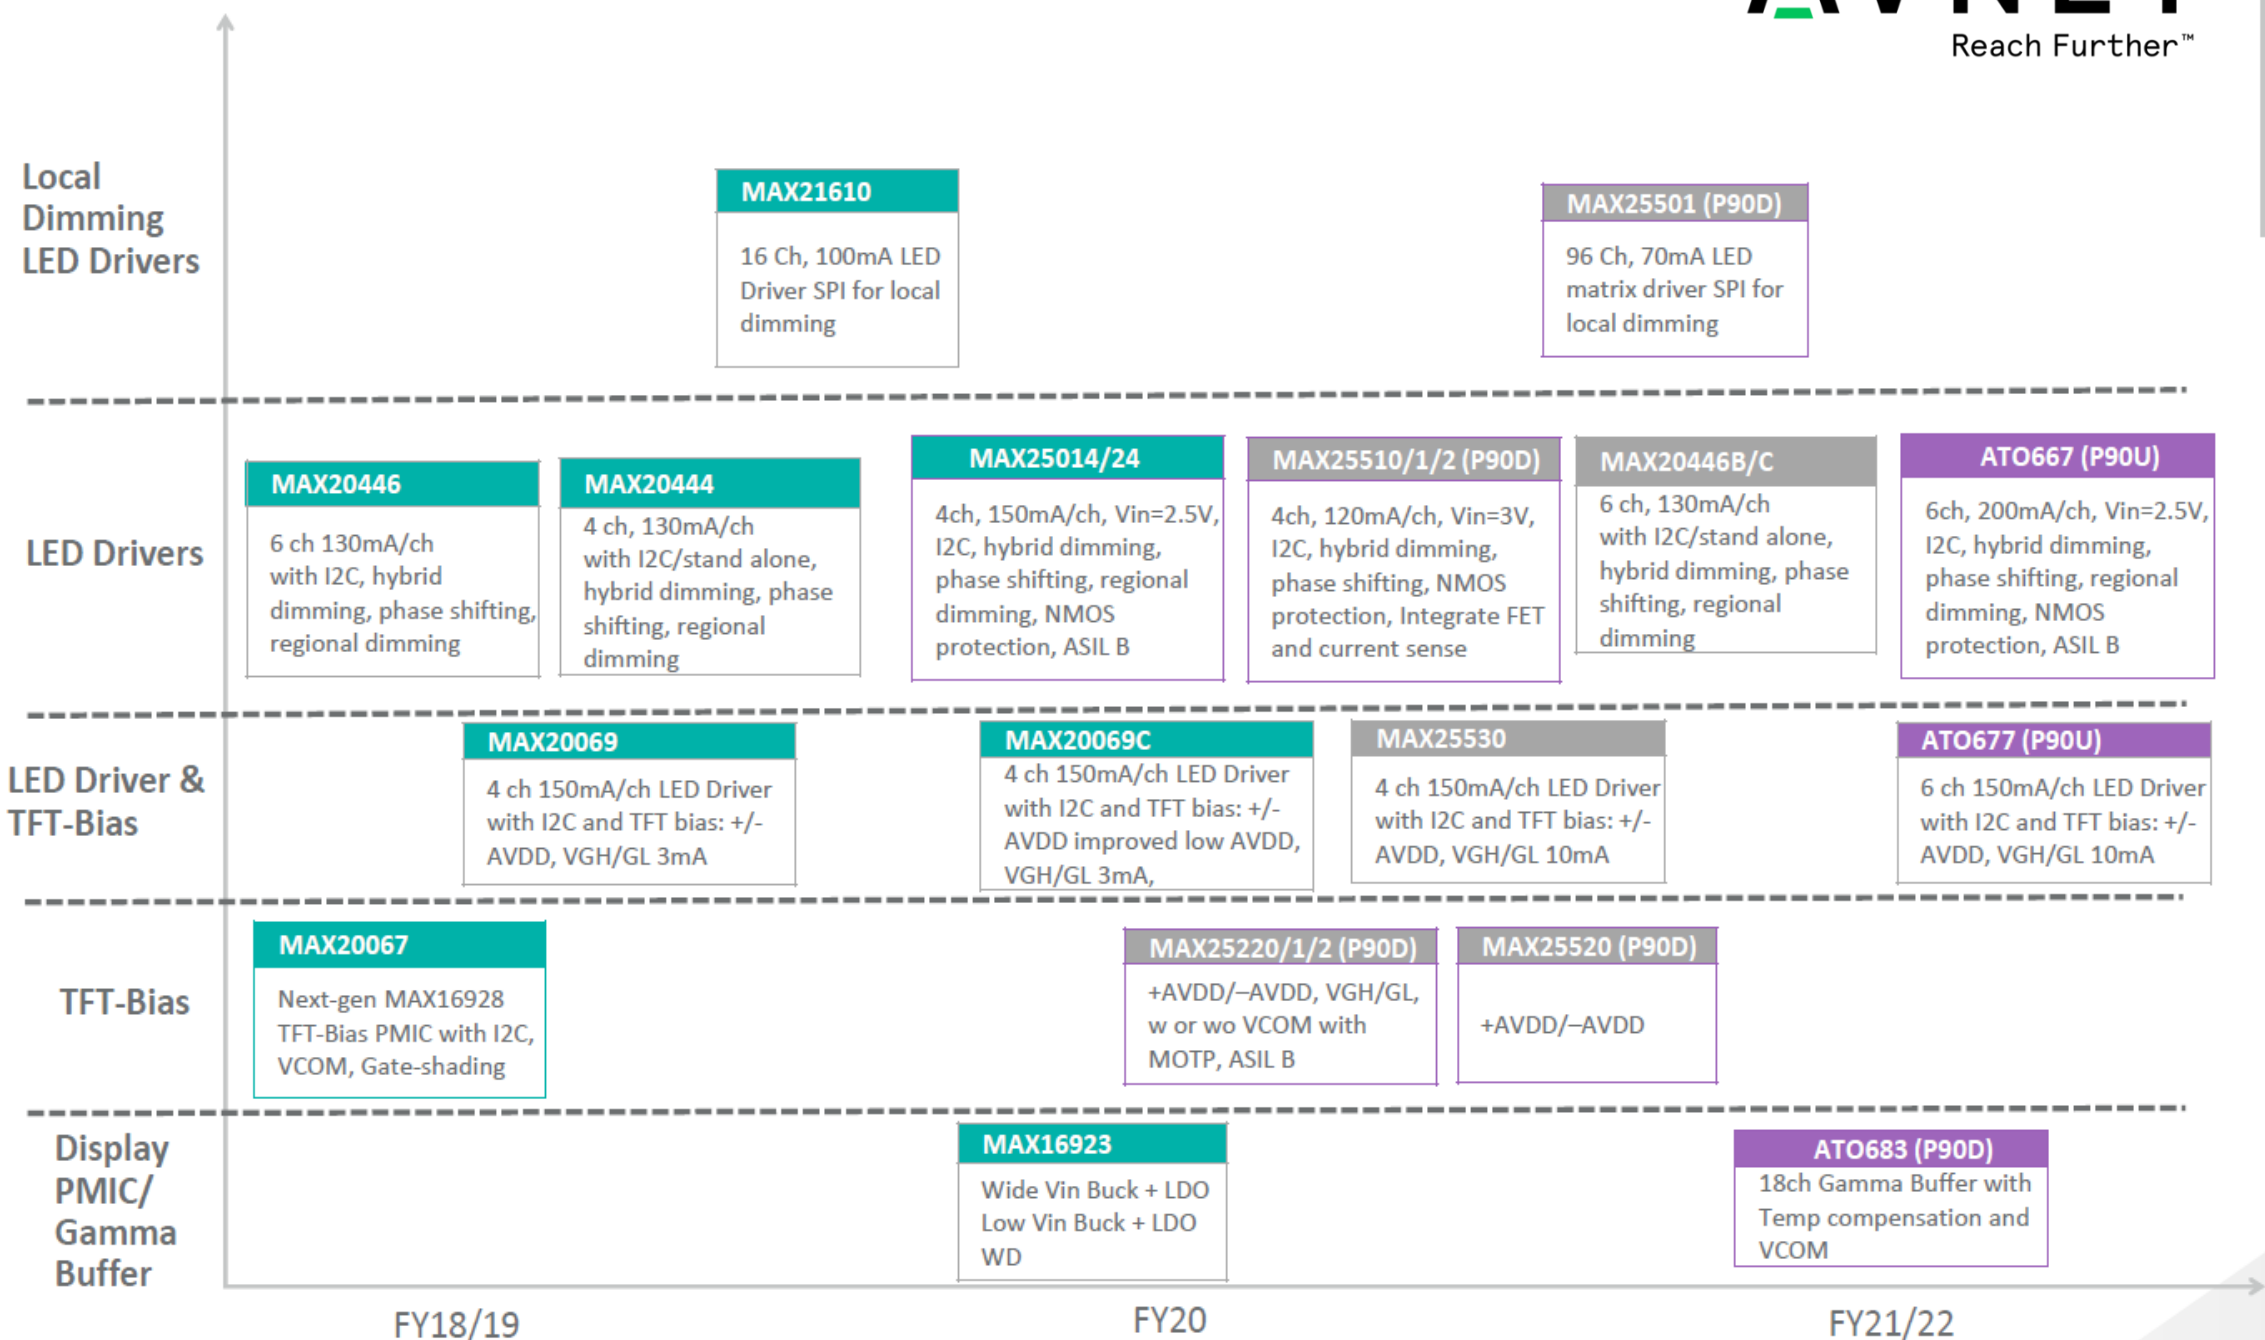 AVNET
Reach Further™
Local
Dimming
LED Drivers
MAX21610
16 Ch, 100mA LED
Driver SPI for local
dimming
MAX25501 (P90D)
96 Ch, 70mA LED
matrix driver SPI for
local dimming
LED Drivers
MAX20446
6 ch 130mA/ch
with I2C, hybrid
dimming, phase shifting,
regional dimming
MAX20444
4 ch, 130mA/ch
with I2C/stand alone,
hybrid dimming, phase
shifting, regional
dimming
MAX25014/24
4ch, 150mA/ch, Vin=2.5V,
I2C, hybrid dimming,
phase shifting, regional
dimming, NMOS
protection, ASIL B
MAX25510/1/2 (P90D)
4ch, 120mA/ch, Vin=3V,
I2C, hybrid dimming,
phase shifting, NMOS
protection, Integrate FET
and current sense
MAX20446B/C
6 ch, 130mA/ch
with I2C/stand alone,
hybrid dimming, phase
shifting, regional
dimming
ATO667 (P90U)
6ch, 200mA/ch, Vin=2.5V,
I2C, hybrid dimming,
phase shifting, regional
dimming, NMOS
protection, ASIL B
LED Driver &
TFT-Bias
MAX20069
4 ch 150mA/ch LED Driver
with I2C and TFT bias: +/-
AVDD, VGH/GL 3mA
MAX20069C
4 ch 150mA/ch LED Driver
with I2C and TFT bias: +/-
AVDD improved low AVDD,
VGH/GL 3mA,
MAX25530
4 ch 150mA/ch LED Driver
with I2C and TFT bias: +/-
AVDD, VGH/GL 10mA
ATO677 (P90U)
6 ch 150mA/ch LED Driver
with I2C and TFT bias: +/-
AVDD, VGH/GL 10mA
TFT-Bias
MAX20067
Next-gen MAX16928
TFT-Bias PMIC with I2C,
VCOM, Gate-shading
MAX25220/1/2 (P90D)
+AVDD/–AVDD, VGH/GL,
w or wo VCOM with
MOTP, ASIL B
MAX25520 (P90D)
+AVDD/–AVDD
Display
PMIC/
Gamma
Buffer
MAX16923
Wide Vin Buck + LDO
Low Vin Buck + LDO
WD
ATO683 (P90D)
18ch Gamma Buffer with
Temp compensation and
VCOM
FY18/19
FY20
FY21/22